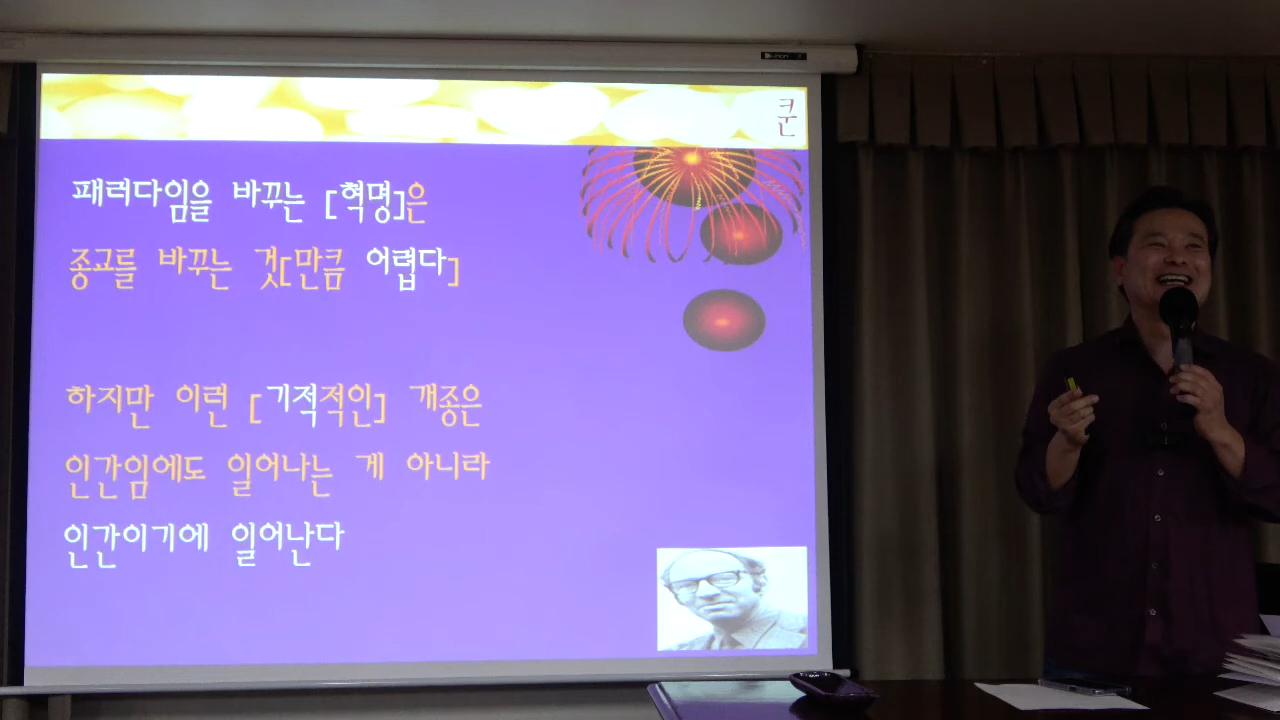 쿤
패러다임을 바꾸는 [혁명]은
종교를 바꾸는 것[만큼 어렵다]
하지만 이런 [기적적인] 개종은
인간임에도 일어나는 게 아니라
인간이기에 일어난다